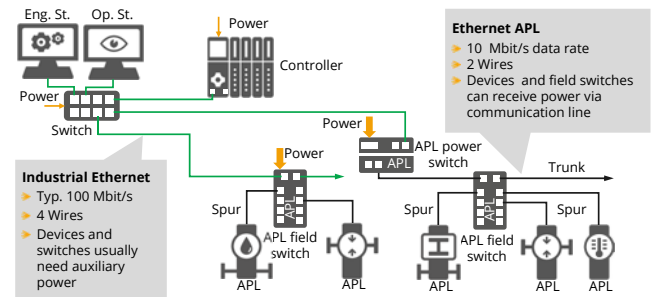 Eng. St.
Op. St.
Power
Controller
Power
Switch
Ethernet APL
10 Mbit/s data rate
2 Wires
Devices and field switches
can receive power via
communication line
Power
APL power
switch
APL
Trunk
Industrial Ethernet
Typ. 100 Mbit/s
4 Wires
Devices and
switches usually
need auxiliary
power
Power
APL
Spur
APL field
switch
APL
APL
APL
Spur
Spur
APL field
switch
APL
APL
APL